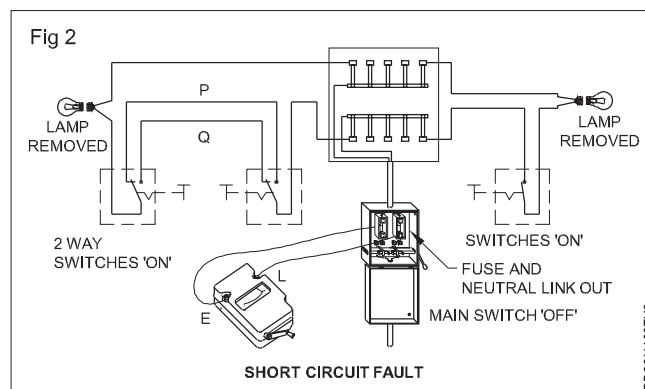 Fig 2
P
Q
LAMP
REMOVED
LAMP
REMOVED
2 WAY
SWITCHES 'ON'
SWITCHES 'ON'
FUSE AND
NEUTRAL LINK OUT
L
E
MAIN SWITCH 'OFF'
SHORT CIRCUIT FAULT